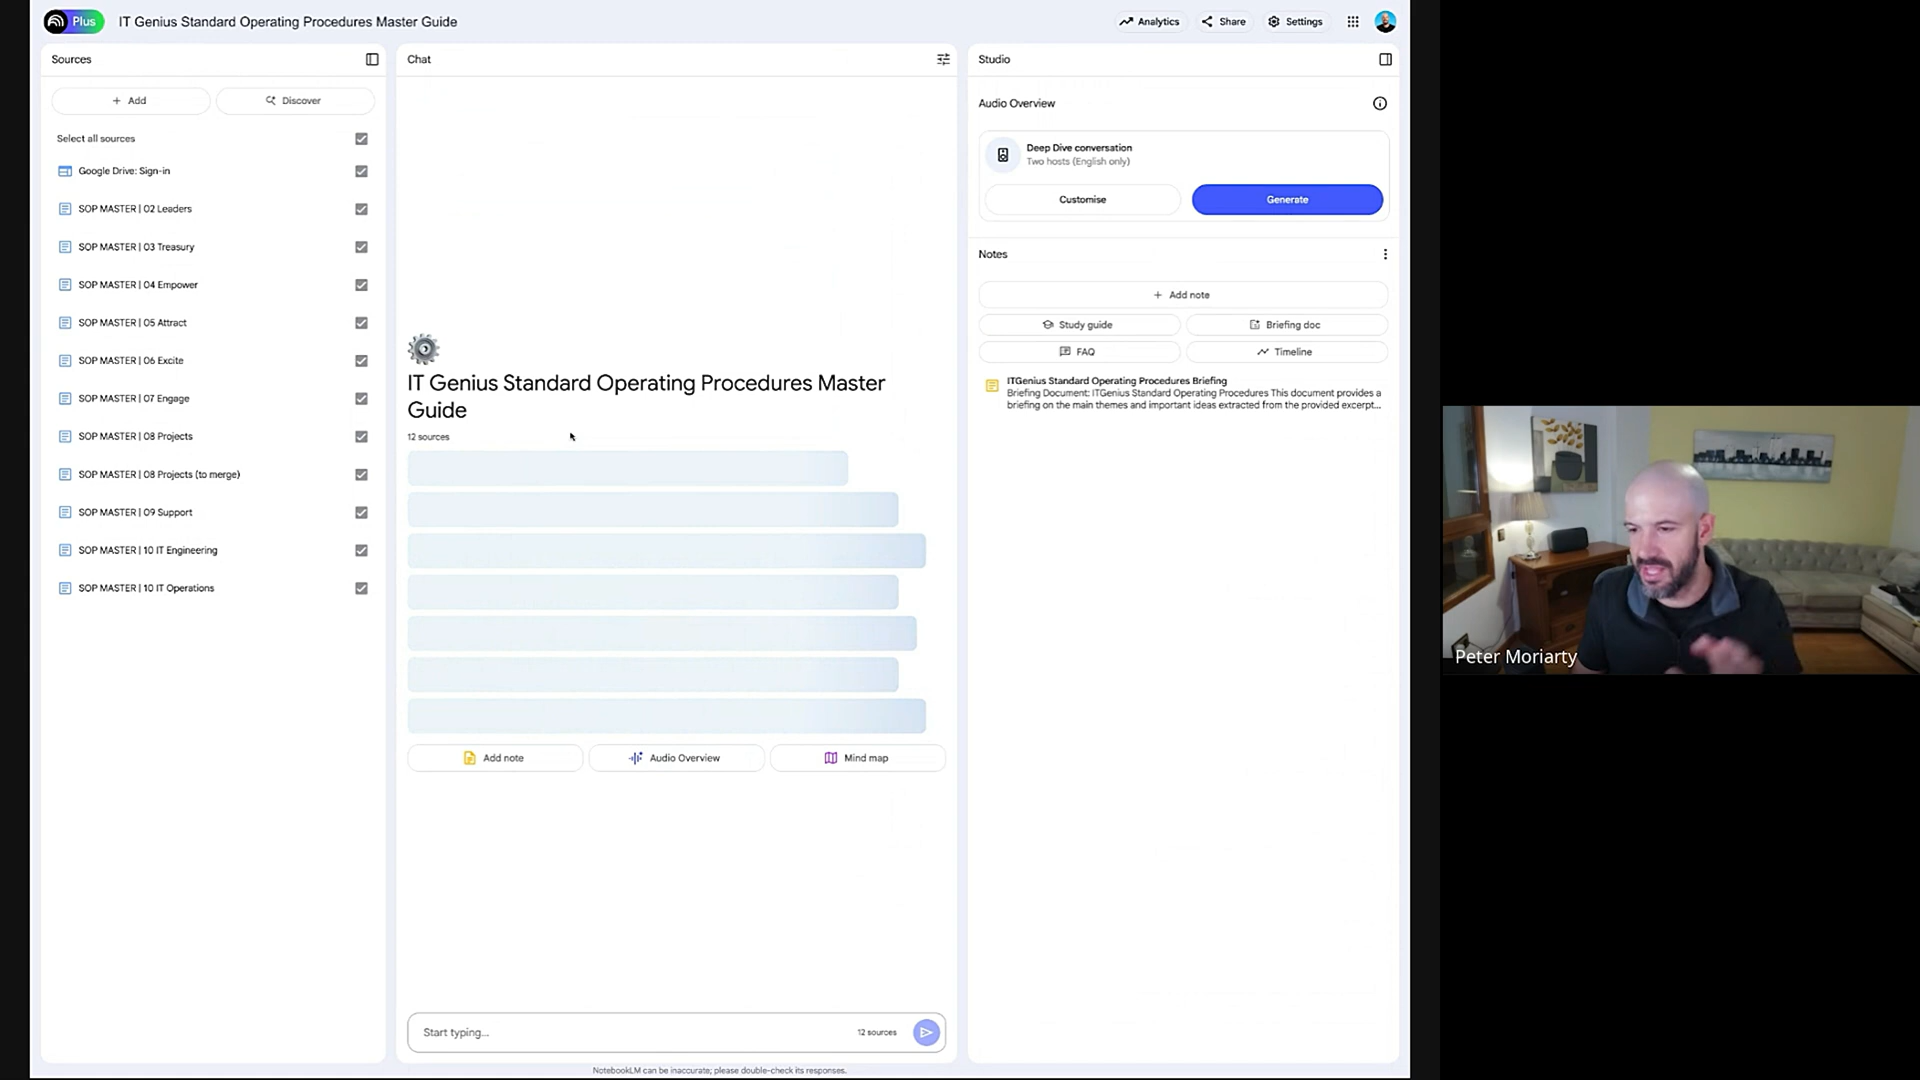 Plus
IT Genius Standard Operating Procedures Master Guide
Analytics
Share
Settings
Sources
Add
Discover
Select all sources
Google Drive: Sign-in
SOP MASTER | 02 Leaders
SOP MASTER | 03 Treasury
SOP MASTER | 04 Empower
SOP MASTER | 05 Attract
SOP MASTER | 06 Excite
SOP MASTER | 07 Engage
SOP MASTER | 08 Projects
SOP MASTER | 08 Projects (to merge)
SOP MASTER | 09 Support
SOP MASTER | 10 IT Engineering
SOP MASTER | 10 IT Operations
Chat
IT Genius Standard Operating Procedures Master
Guide
12 sources
Add note
Audio Overview
Mind map
Start typing...
12 sources
NotebookLM can be inaccurate; please double-check its responses.
Studio
Audio Overview
Deep Dive conversation
Two hosts (English only)
Customise
Generate
Notes
Add note
Study guide
Briefing doc
FAQ
Timeline
ITGenius Standard Operating Procedures Briefing
Briefing Document: ITGenius Standard Operating Procedures This document provides a
briefing on the main themes and important ideas extracted from the provided excerpt...
Peter Moriarty